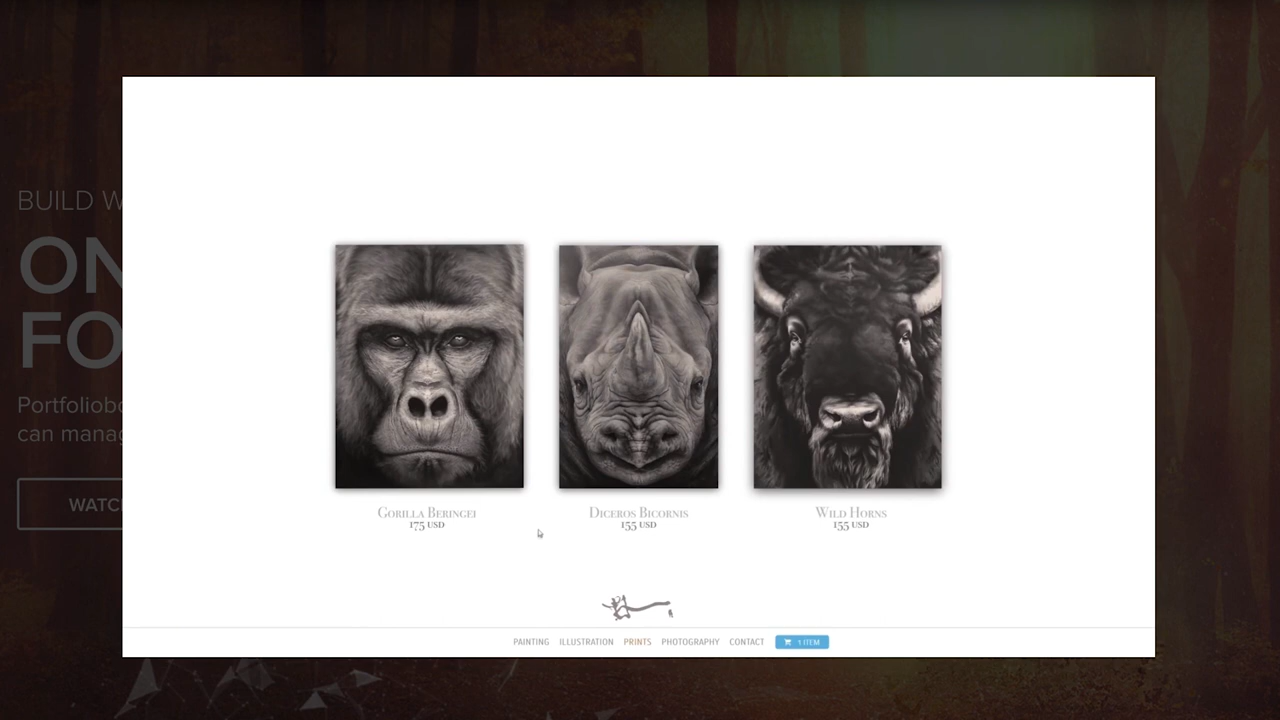 BUILD W
ON
FO
Portfoliobo
can manag
WATC
Gorilla Beringei
175 USD
Diceros Bicornis
155 USD
Wild Horns
155 USD
PAINTING ILLUSTRATION PRINTS PHOTOGRAPHY CONTACT 1 ITEM